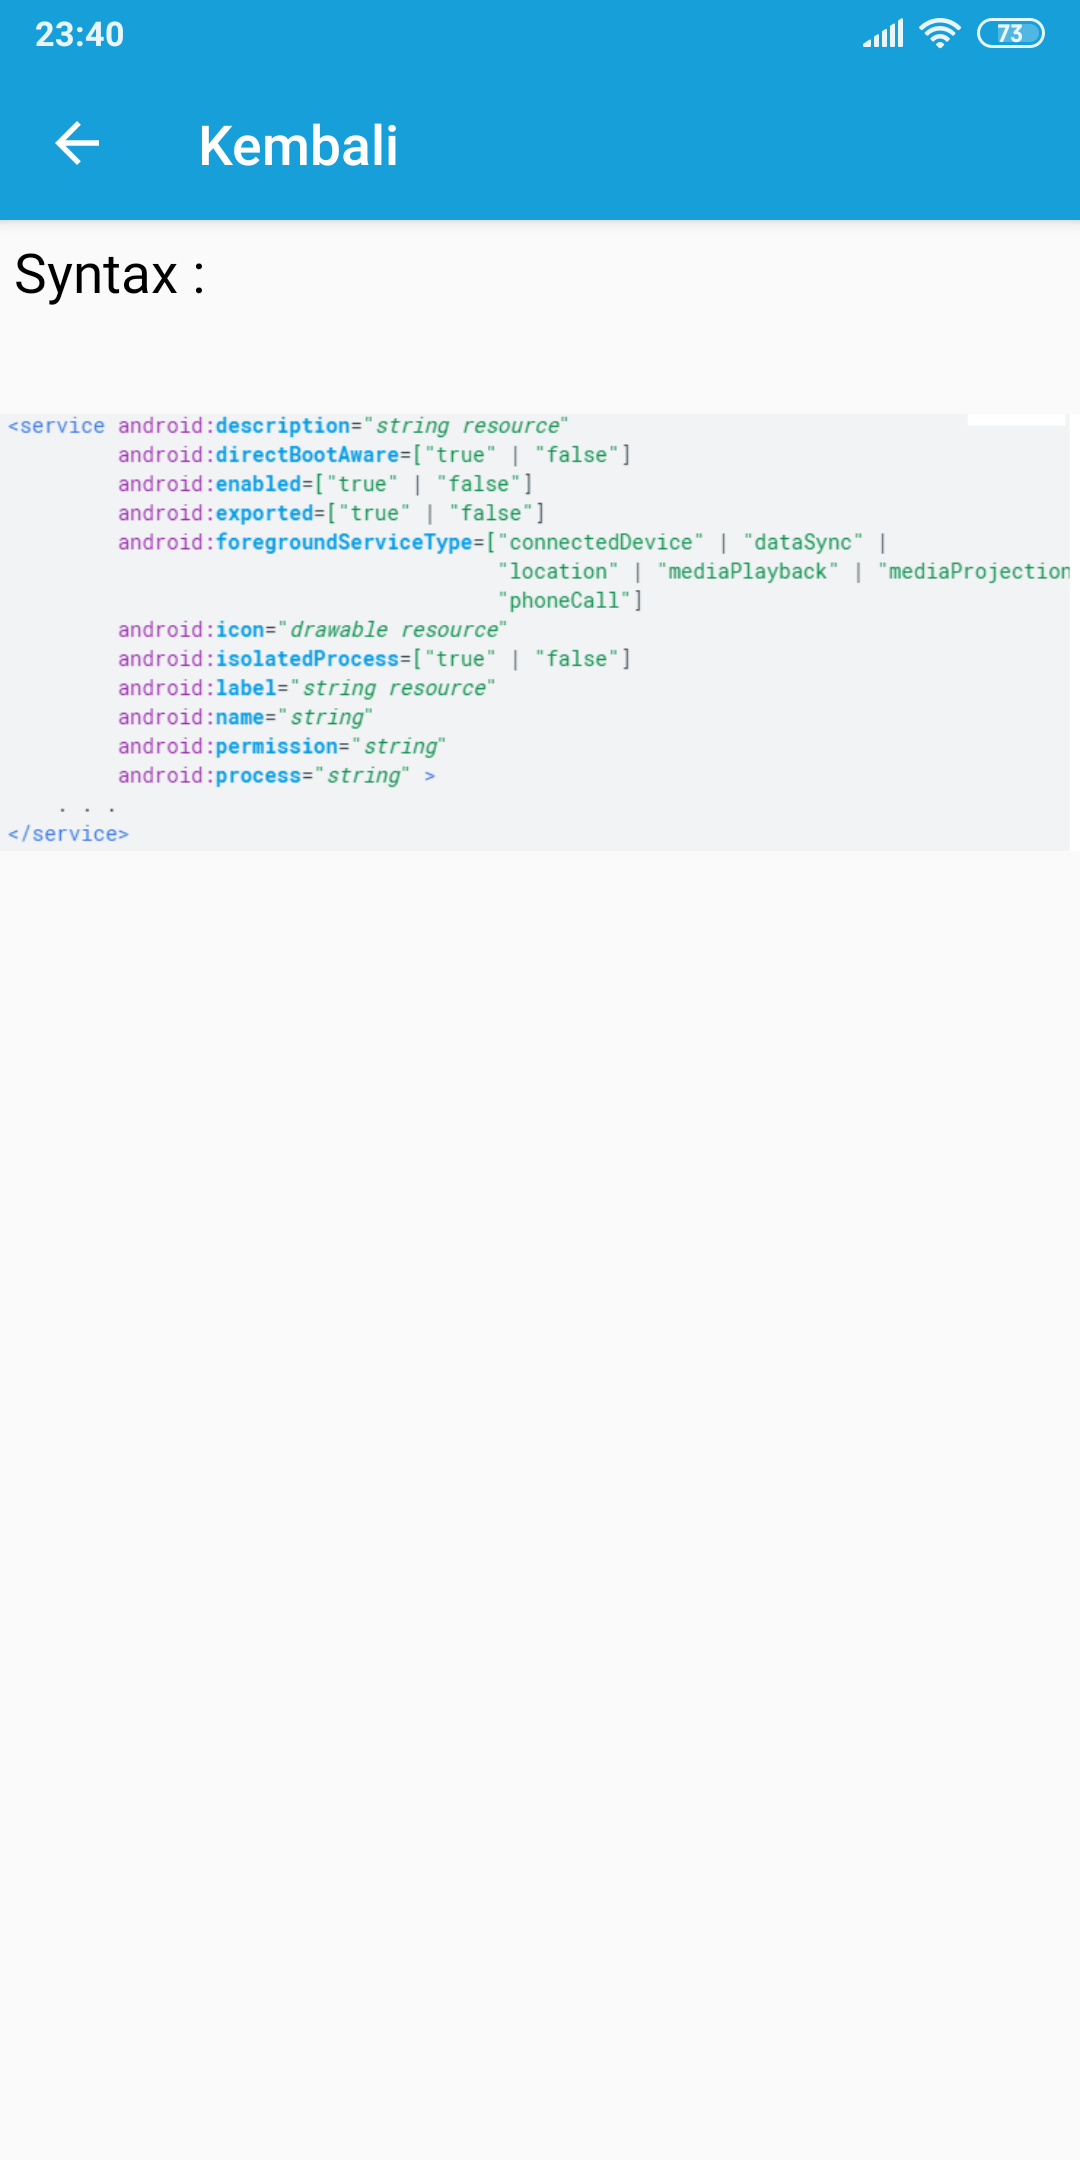 23:40
73
Kembali
Syntax :
<service android:description="string resource"
android:directBootAware=["true" | "false"]
android:enabled=["true" | "false"]
android:exported=["true" | "false"]
android:foregroundServiceType=["connectedDevice" | "dataSync" |
"location" | "mediaPlayback" | "mediaProjection
"phoneCall"]
android:icon="drawable resource"
android:isolatedProcess=["true" | "false"]
android:label="string resource"
android:name="string"
android:permission="string"
android:process="string" >
. . .
</service>